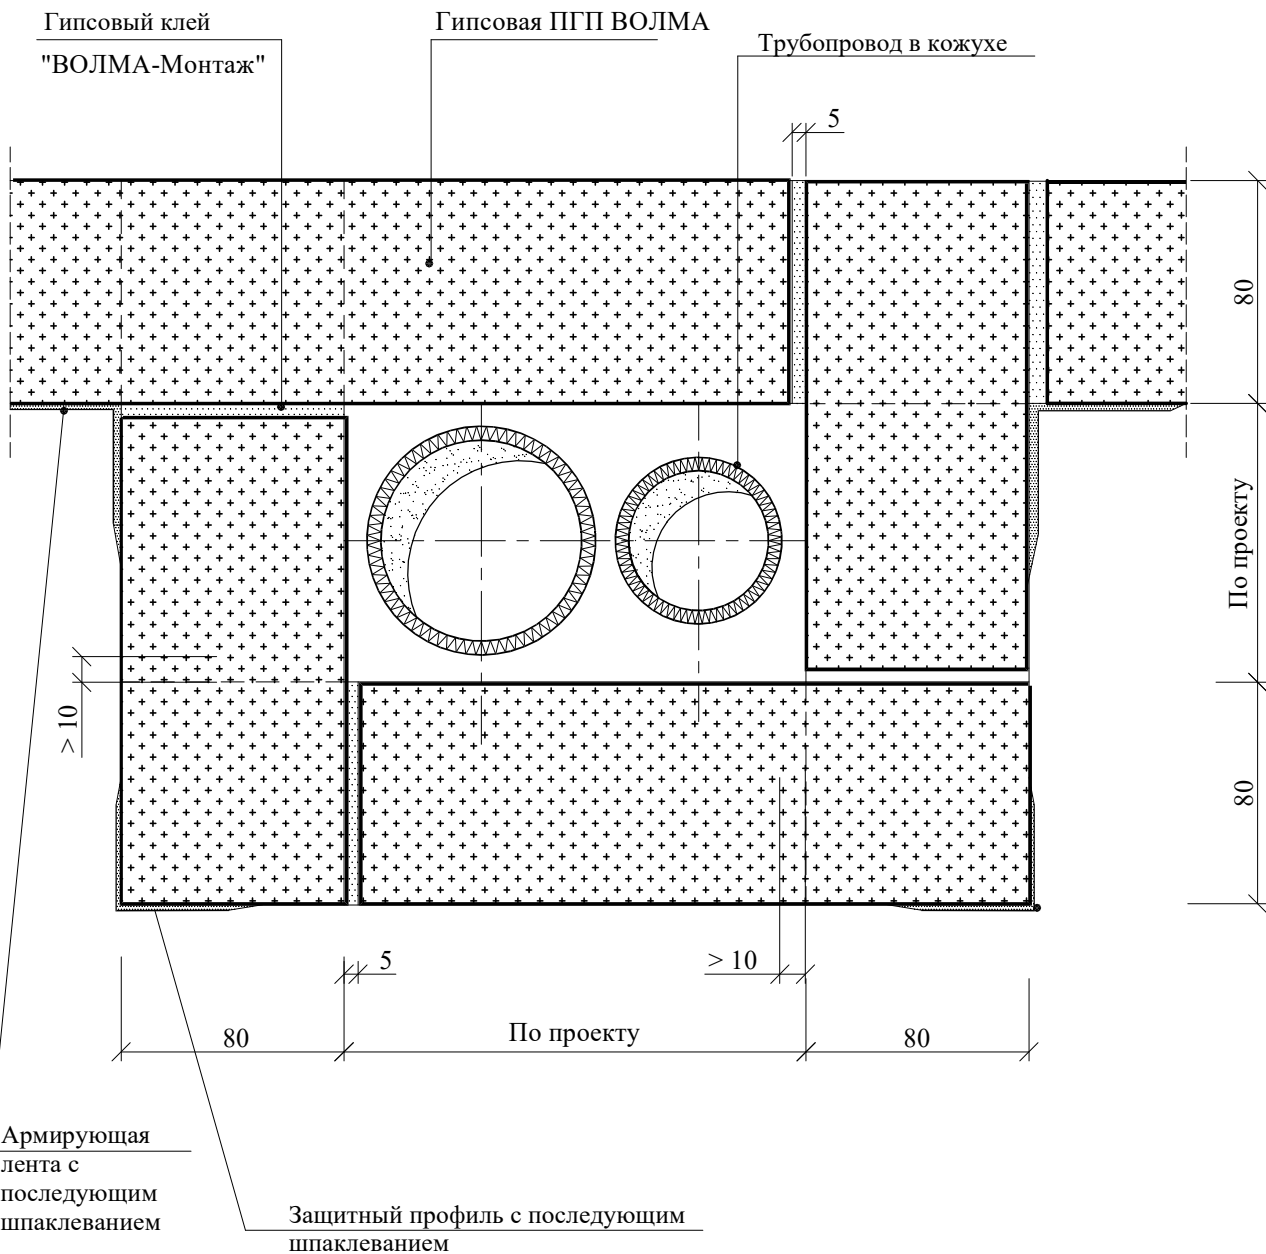 Гипсовый клей
"ВОЛМА-Монтаж"
Гипсовая ПГП ВОЛМА
Трубопровод в кожухе
5
80
По проекту
> 10
80
5
> 10
80
По проекту
80
Армирующая
лента с
последующим
шпаклеванием
Защитный профиль с последующим
шпаклеванием